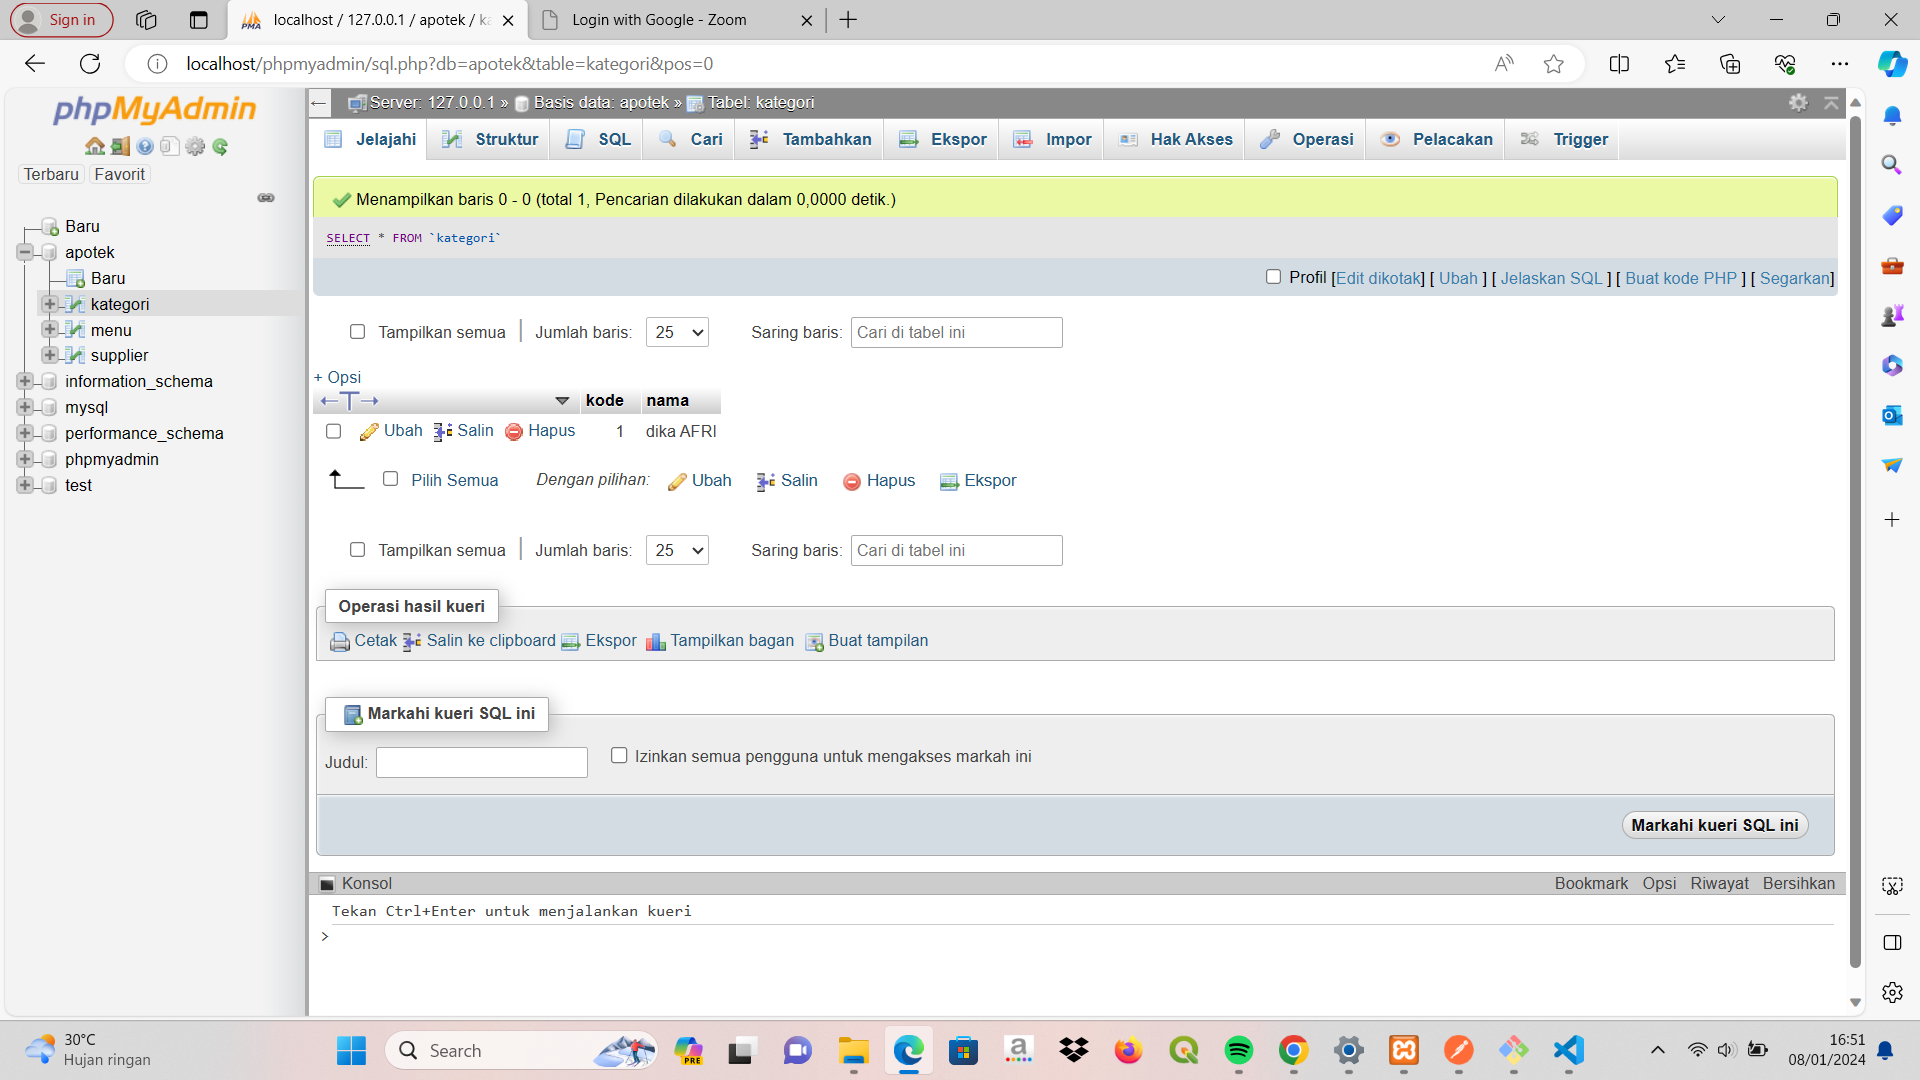 Sign in
localhost / 127.0.0.1 / apotek / ka
Login with Google - Zoom
localhost/phpmyadmin/sql.php?db=apotek&table=kategori&pos=0
phpMyAdmin
Terbaru
Favorit
Baru
apotek
Baru
kategori
menu
supplier
information_schema
mysql
performance_schema
phpmyadmin
test
Server: 127.0.0.1 » Basis data: apotek » Tabel: kategori
Jelajahi
Struktur
SQL
Cari
Tambahkan
Ekspor
Impor
Hak Akses
Operasi
Pelacakan
Trigger
Menampilkan baris 0 - 0 (total 1, Pencarian dilakukan dalam 0,0000 detik.)
SELECT * FROM `kategori`
Profil [Edit dikotak] [ Ubah ] [ Jelaskan SQL ] [ Buat kode PHP ] [ Segarkan]
Tampilkan semua | Jumlah baris: 25 Saring baris: Cari di tabel ini
+ Opsi
←T→ kode nama
Ubah Salin Hapus 1 dika AFRI
Pilih Semua Dengan pilihan: Ubah Salin Hapus Ekspor
Tampilkan semua | Jumlah baris: 25 Saring baris: Cari di tabel ini
Operasi hasil kueri
Cetak Salin ke clipboard Ekspor Tampilkan bagan Buat tampilan
Markahi kueri SQL ini
Judul: Izinkan semua pengguna untuk mengakses markah ini
Markahi kueri SQL ini
Konsol
Bookmark Opsi Riwayat Bersihkan
Tekan Ctrl+Enter untuk menjalankan kueri
>
30°C
Hujan ringan
Search
PRE
16:51
08/01/2024